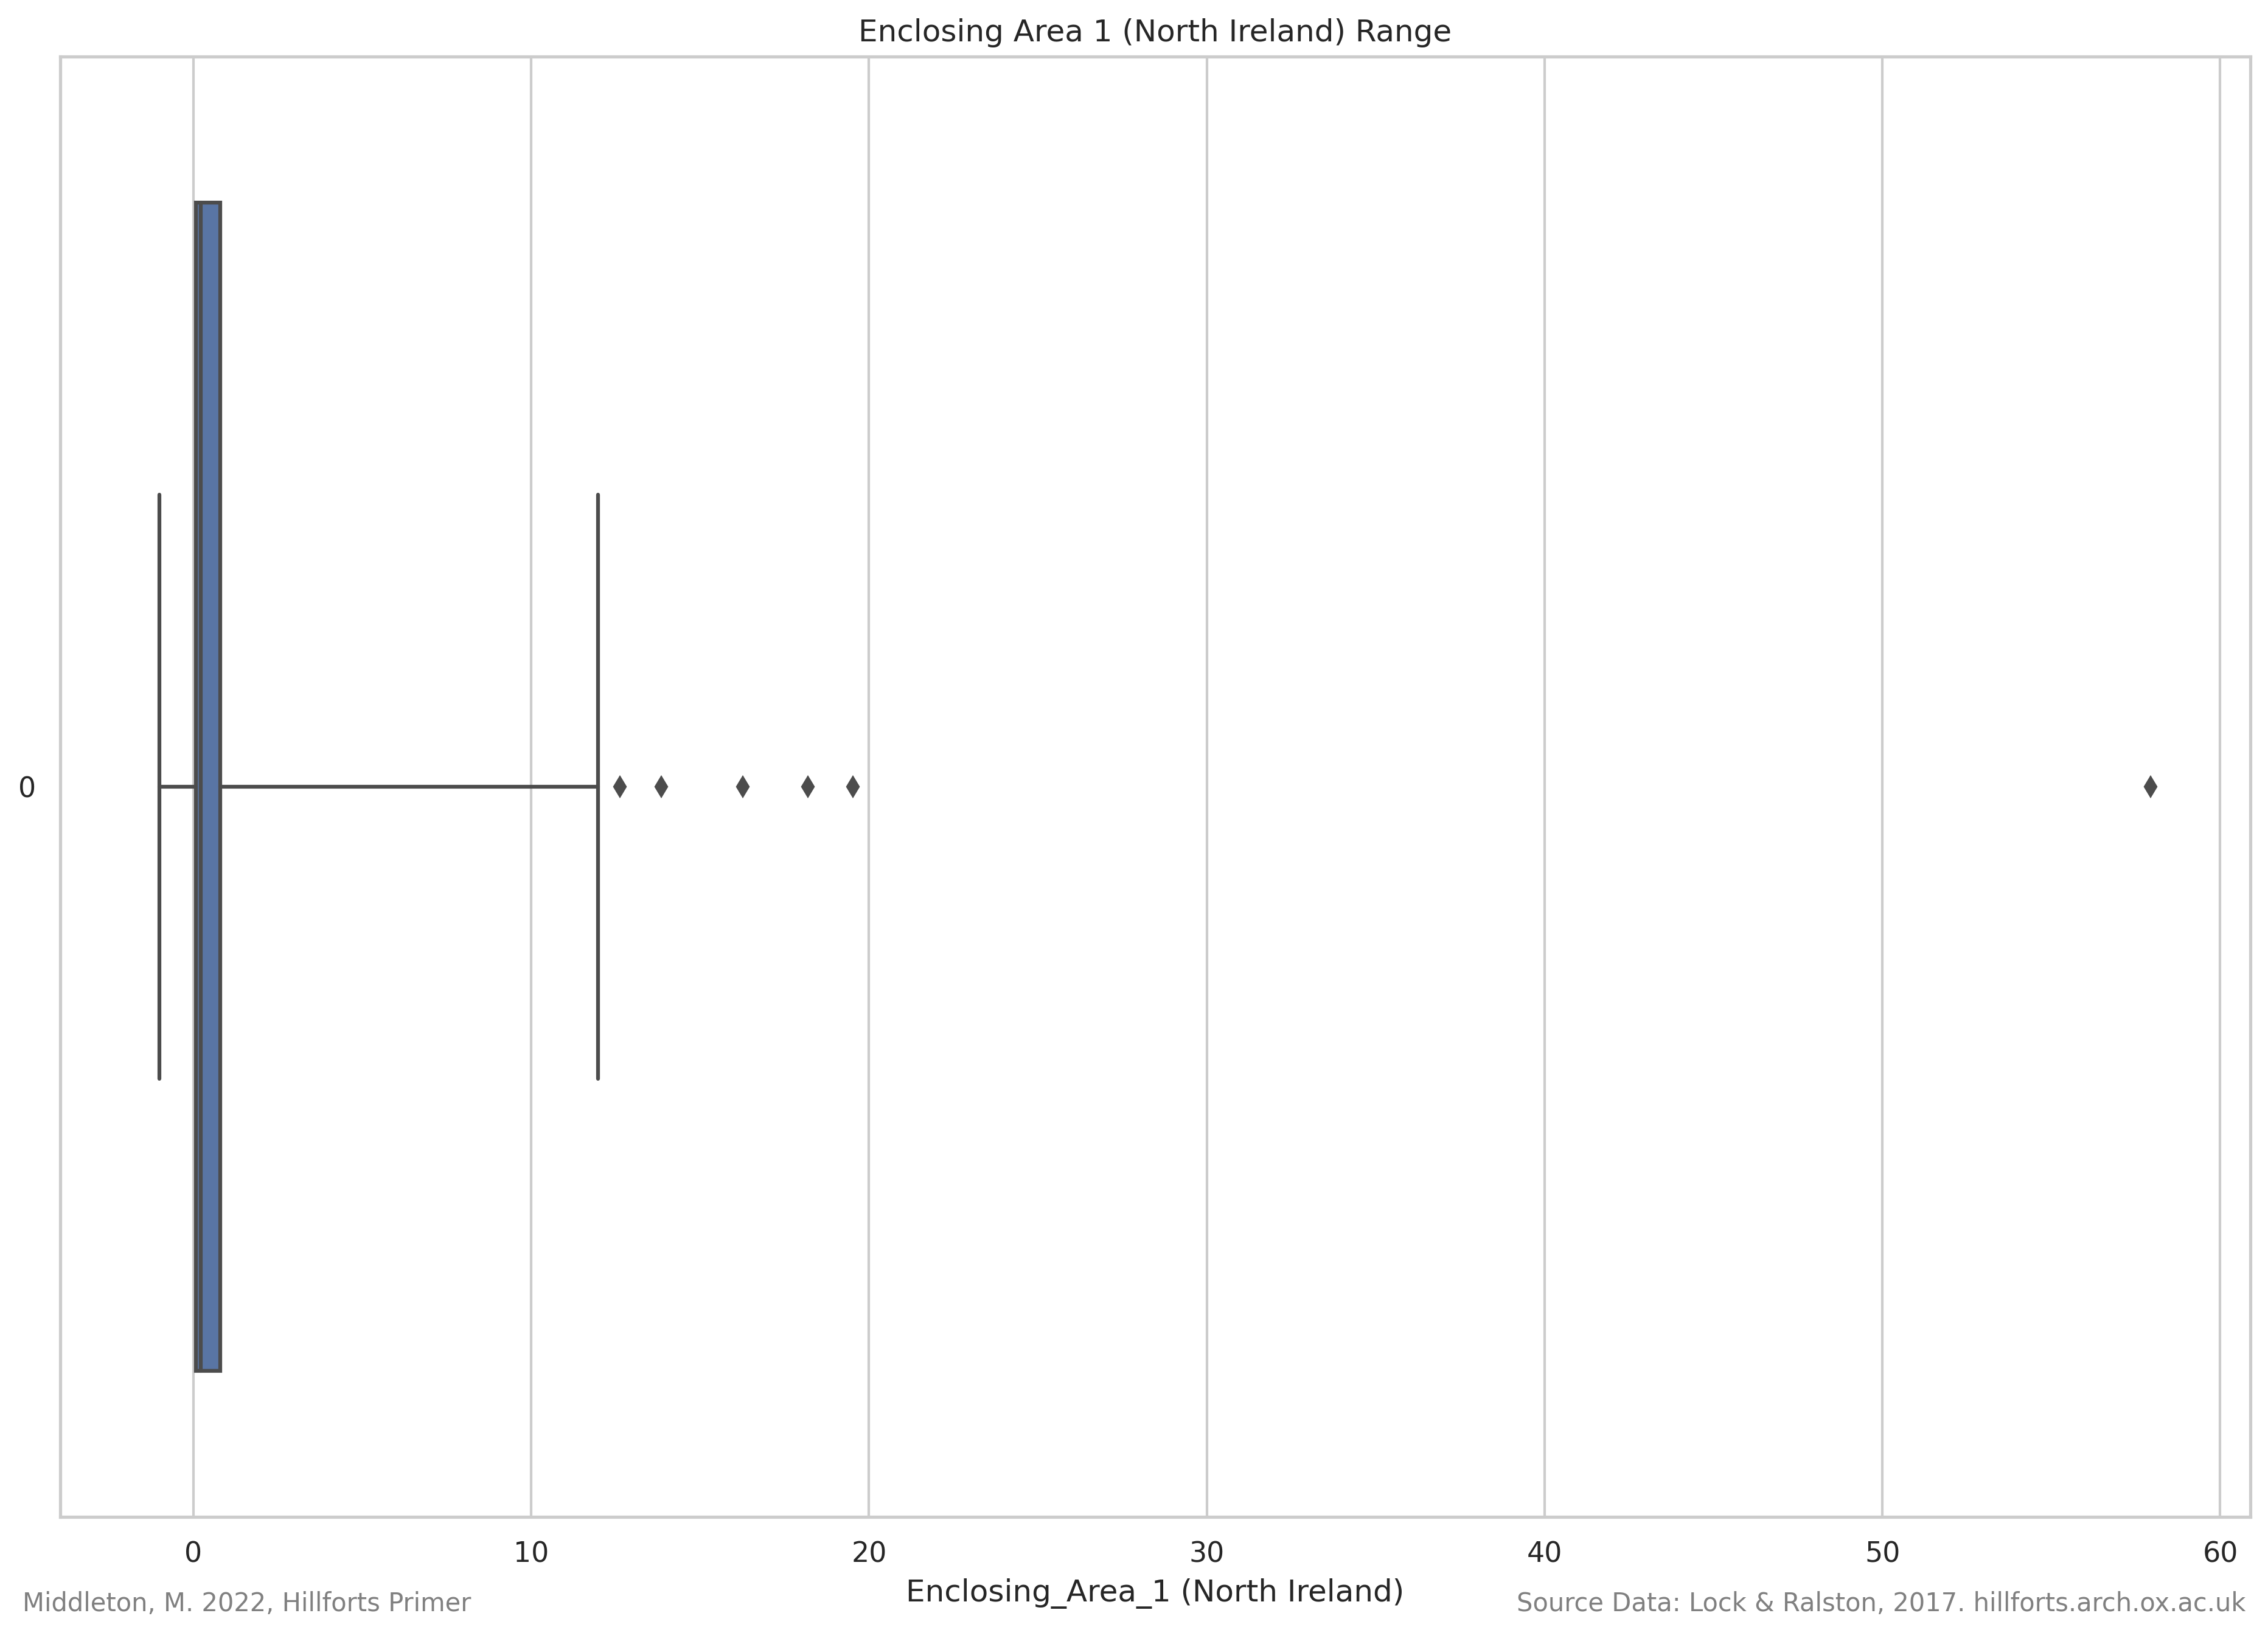 Enclosing Area 1 (North Ireland) Range
0
0 10 20 30 40 50 60
Enclosing_Area_1 (North Ireland)
Middleton, M. 2022, Hillforts Primer
Source Data: Lock & Ralston, 2017. hillforts.arch.ox.ac.uk